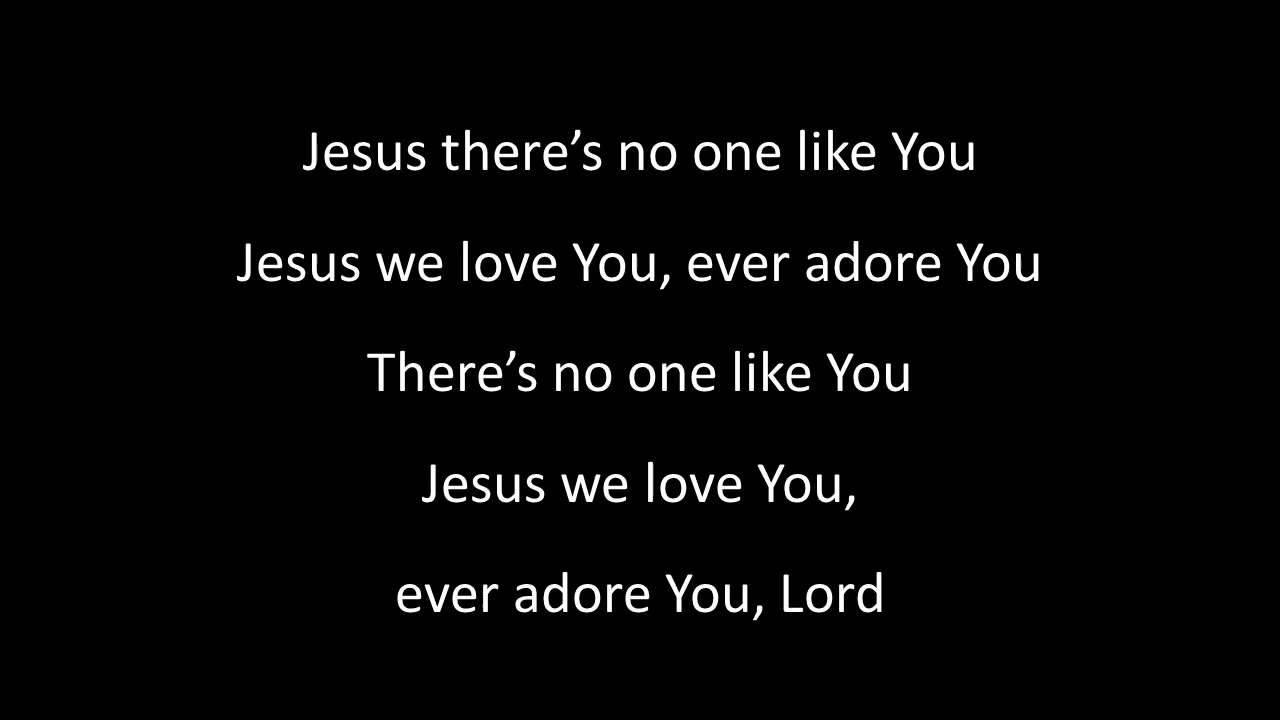 Jesus there’s no one like You
Jesus we love You, ever adore You
There’s no one like You
Jesus we love You,
ever adore You, Lord